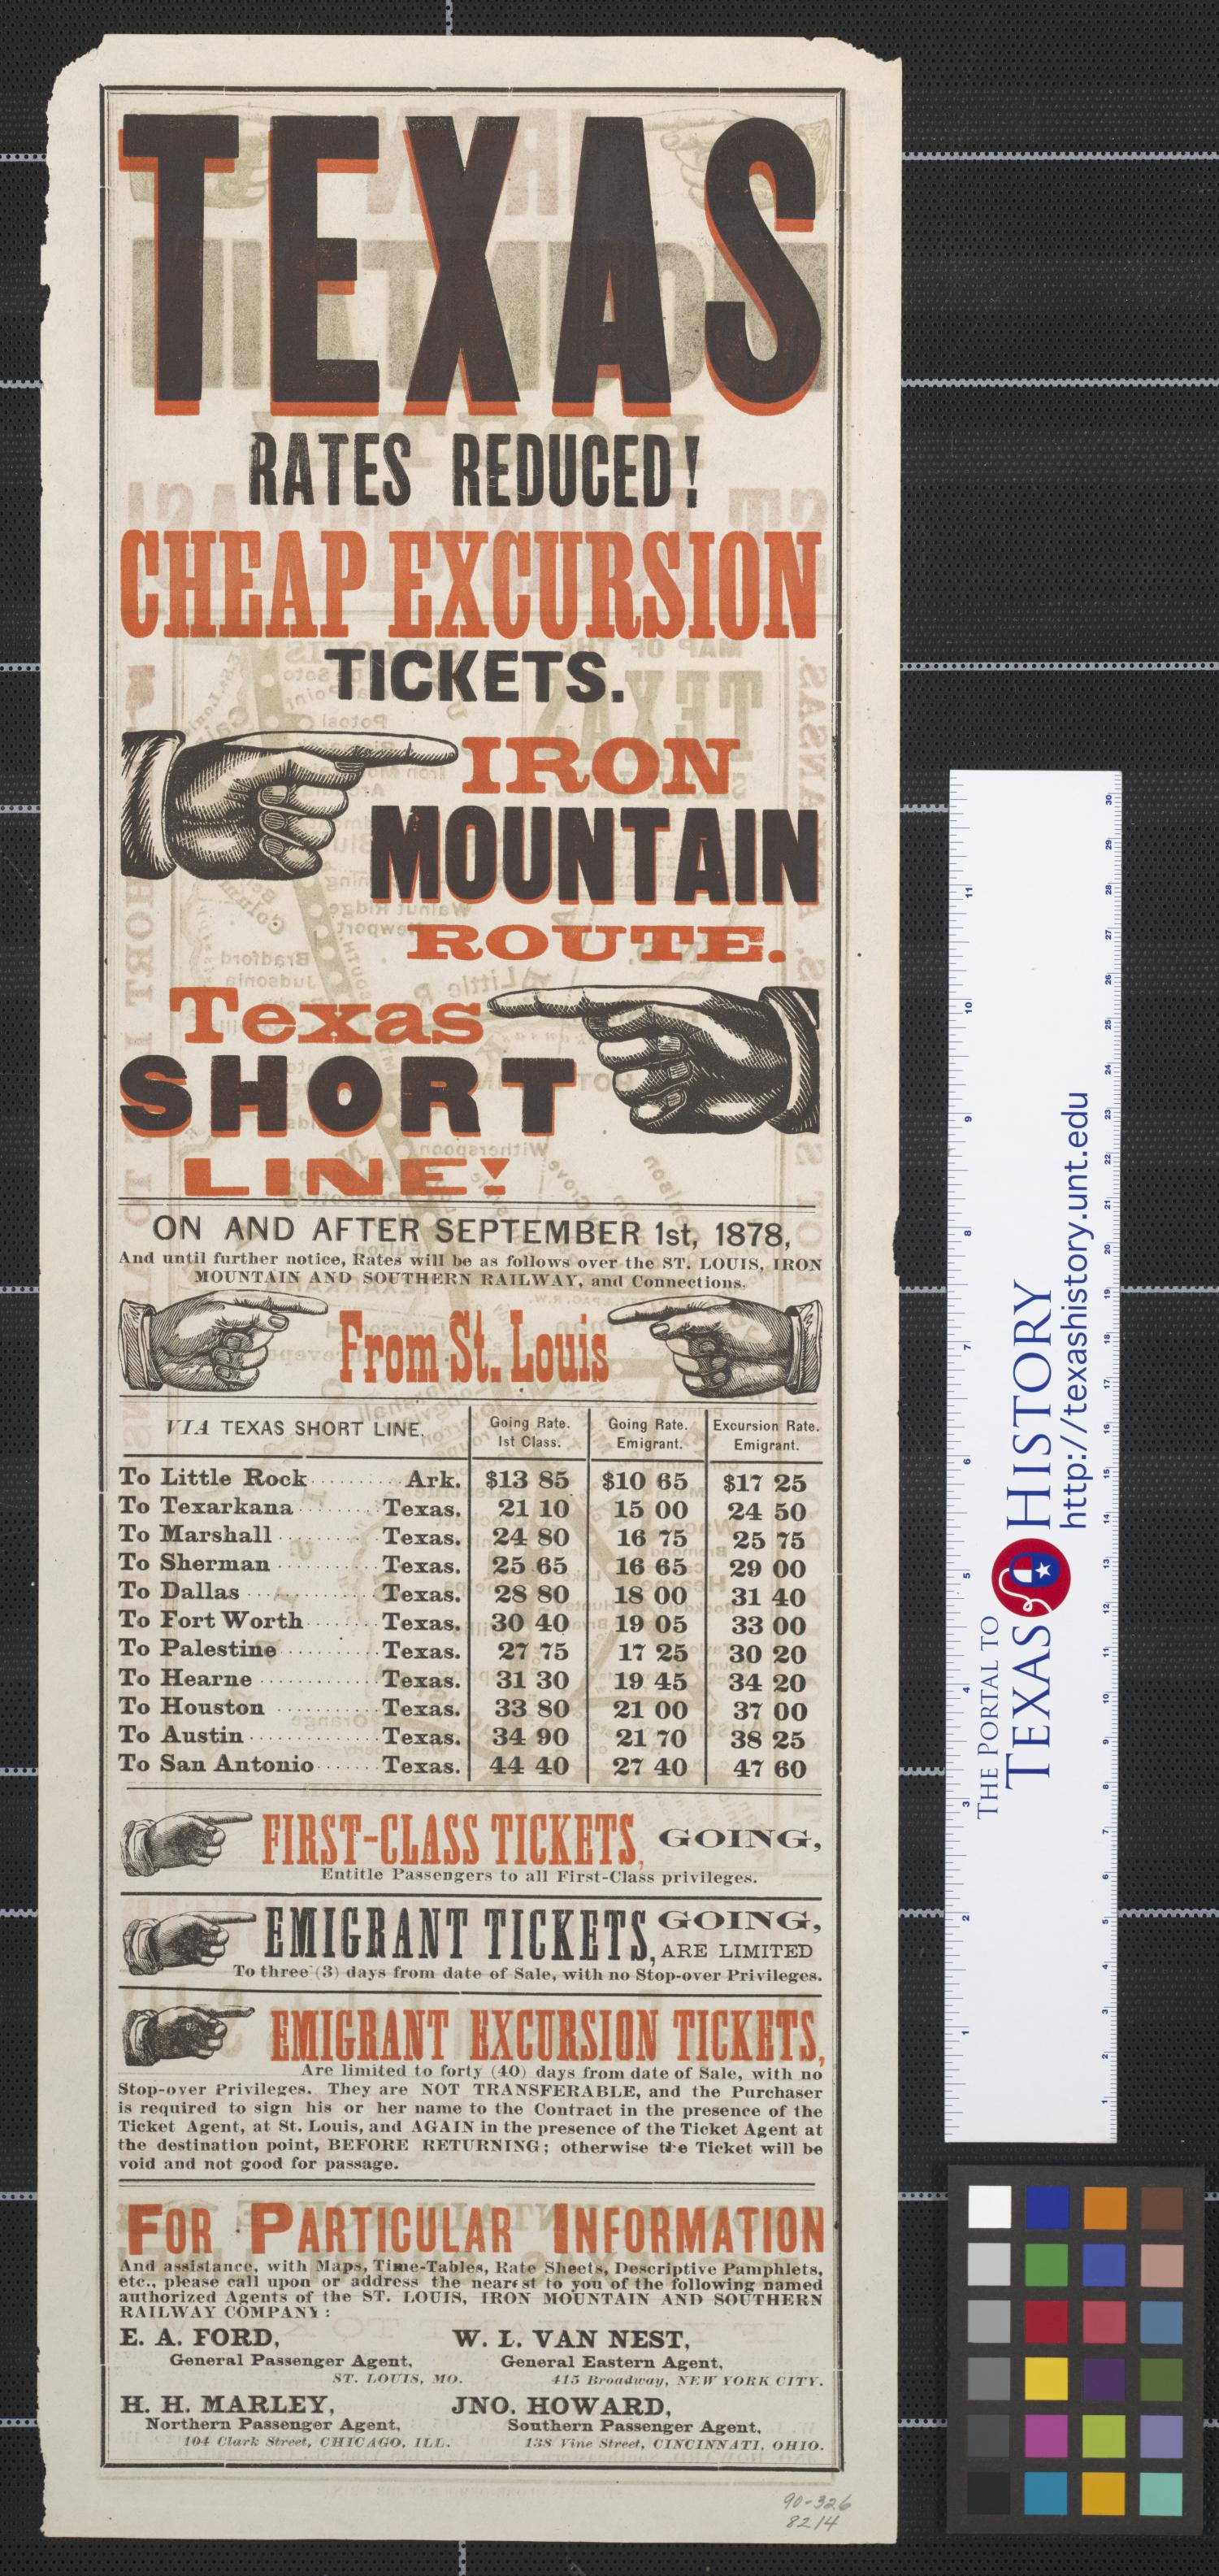 TEXAS
RATES REDUCED!
CHEAP EXCURSION
TICKETS.
IRON
MOUNTAIN
ROUTE.
Texas
SHORT
LINE!
ON AND AFTER SEPTEMBER 1st, 1878,
And until further notice, Rates will be as follows over the ST. LOUIS, IRON
MOUNTAIN AND SOUTHERN RAILWAY, and Connections.
From St. Louis
VIA TEXAS SHORT LINE. Going Rate. 1st Class. Going Rate. Emigrant. Excursion Rate. Emigrant.
To Little Rock Ark. $13 85 $10 65 $17 25
To Texarkana Texas. 21 10 15 00 24 50
To Marshall Texas. 24 80 16 75 25 75
To Sherman Texas. 25 65 16 65 29 00
To Dallas Texas. 28 80 18 00 31 40
To Fort Worth Texas. 30 40 19 05 33 00
To Palestine Texas. 27 75 17 25 30 20
To Hearne Texas. 31 30 19 45 34 20
To Houston Texas. 33 80 21 00 37 00
To Austin Texas. 34 90 21 70 38 25
To San Antonio Texas. 44 40 27 40 47 60
FIRST-CLASS TICKETS, GOING,
Entitle Passengers to all First-Class privileges.
EMIGRANT TICKETS, GOING,
ARE LIMITED
To three (3) days from date of Sale, with no Stop-over Privileges.
EMIGRANT EXCURSION TICKETS,
Are limited to forty (40) days from date of Sale, with no
Stop-over Privileges. They are NOT TRANSFERABLE, and the Purchaser
is required to sign his or her name to the Contract in the presence of the
Ticket Agent, at St. Louis, and AGAIN in the presence of the Ticket Agent at
the destination point, BEFORE RETURNING; otherwise the Ticket will be
void and not good for passage.
FOR PARTICULAR INFORMATION
And assistance, with Maps, Time-Tables, Rate Sheets, Descriptive Pamphlets,
etc., please call upon or address the nearest to you of the following named
authorized Agents of the ST. LOUIS, IRON MOUNTAIN AND SOUTHERN
RAILWAY COMPANY:
E. A. FORD,
General Passenger Agent,
ST. LOUIS, MO.
W. L. VAN NEST,
General Eastern Agent,
415 Broadway, NEW YORK CITY.
H. H. MARLEY,
Northern Passenger Agent,
104 Clark Street, CHICAGO, ILL.
JNO. HOWARD,
Southern Passenger Agent,
138 Vine Street, CINCINNATI, OHIO.
90-326
8214
THE PORTAL TO
TEXAS HISTORY
http://texashistory.unt.edu